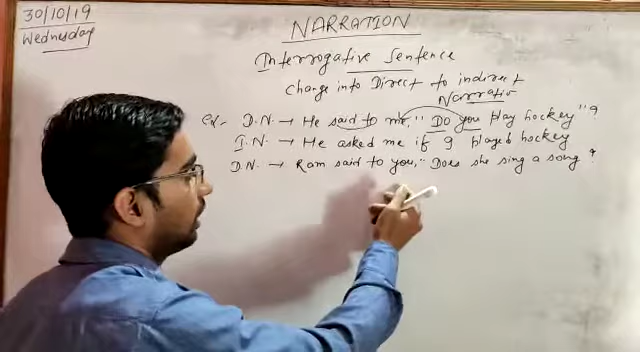 30/10/19
Wednesday
NARRATION
Interrogative Sentence
Change into Direct to indirect
Narratio
Ex- D.N. → He said to me, "Do you play hockey"?
I.N. → He asked me if I played hockey
D.N. → Ram said to you, "Does she sing a song?